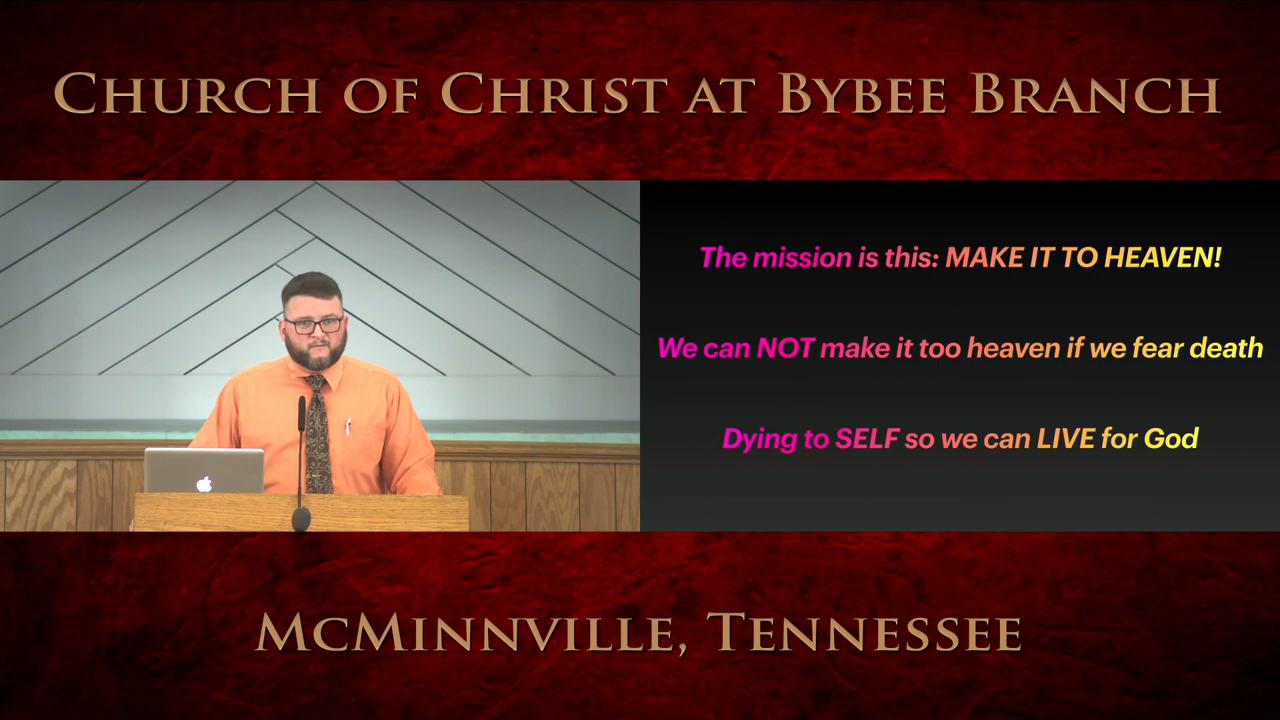 Church of Christ at Bybee Branch
The mission is this: MAKE IT TO HEAVEN!
We can NOT make it too heaven if we fear death
Dying to SELF so we can LIVE for God
McMinnville, Tennessee